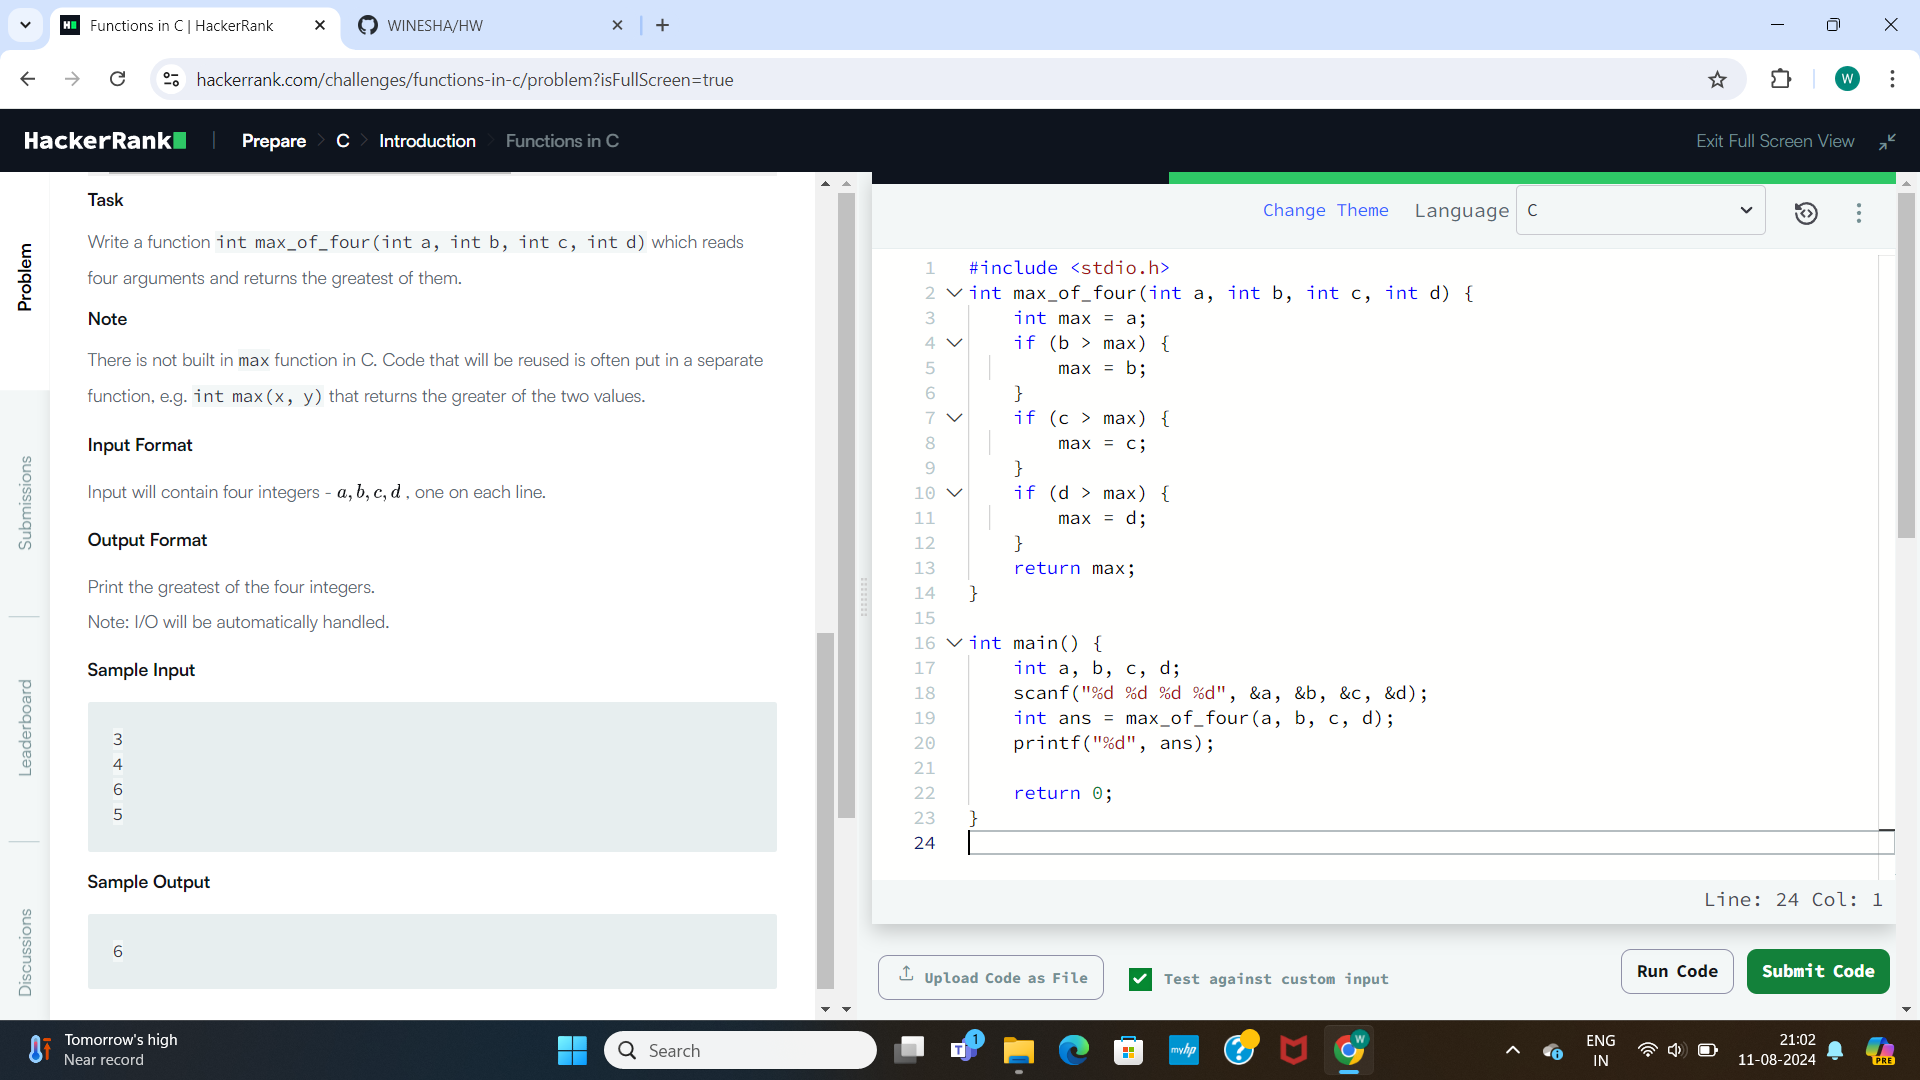 Functions in C | HackerRank
WINESHA/HW
hackerrank.com/challenges/functions-in-c/problem?isFullScreen=true
W
HackerRank
Prepare > C > Introduction > Functions in C
Exit Full Screen View
Problem
Submissions
Leaderboard
Discussions
Task
Write a function int max_of_four(int a, int b, int c, int d) which reads
four arguments and returns the greatest of them.
Note
There is not built in max function in C. Code that will be reused is often put in a separate
function, e.g. int max(x, y) that returns the greater of the two values.
Input Format
Input will contain four integers - a, b, c, d , one on each line.
Output Format
Print the greatest of the four integers.
Note: I/O will be automatically handled.
Sample Input
3
4
6
5
Sample Output
6
Change Theme Language C
1 #include <stdio.h>
2 int max_of_four(int a, int b, int c, int d) {
3     int max = a;
4     if (b > max) {
5         max = b;
6     }
7     if (c > max) {
8         max = c;
9     }
10     if (d > max) {
11         max = d;
12     }
13     return max;
14 }
15
16 int main() {
17     int a, b, c, d;
18     scanf("%d %d %d %d", &a, &b, &c, &d);
19     int ans = max_of_four(a, b, c, d);
20     printf("%d", ans);
21
22     return 0;
23 }
24
Line: 24 Col: 1
Upload Code as File
Test against custom input
Run Code
Submit Code
Tomorrow's high
Near record
Search
1
myhp
W
ENG
IN
21:02
11-08-2024
PRE